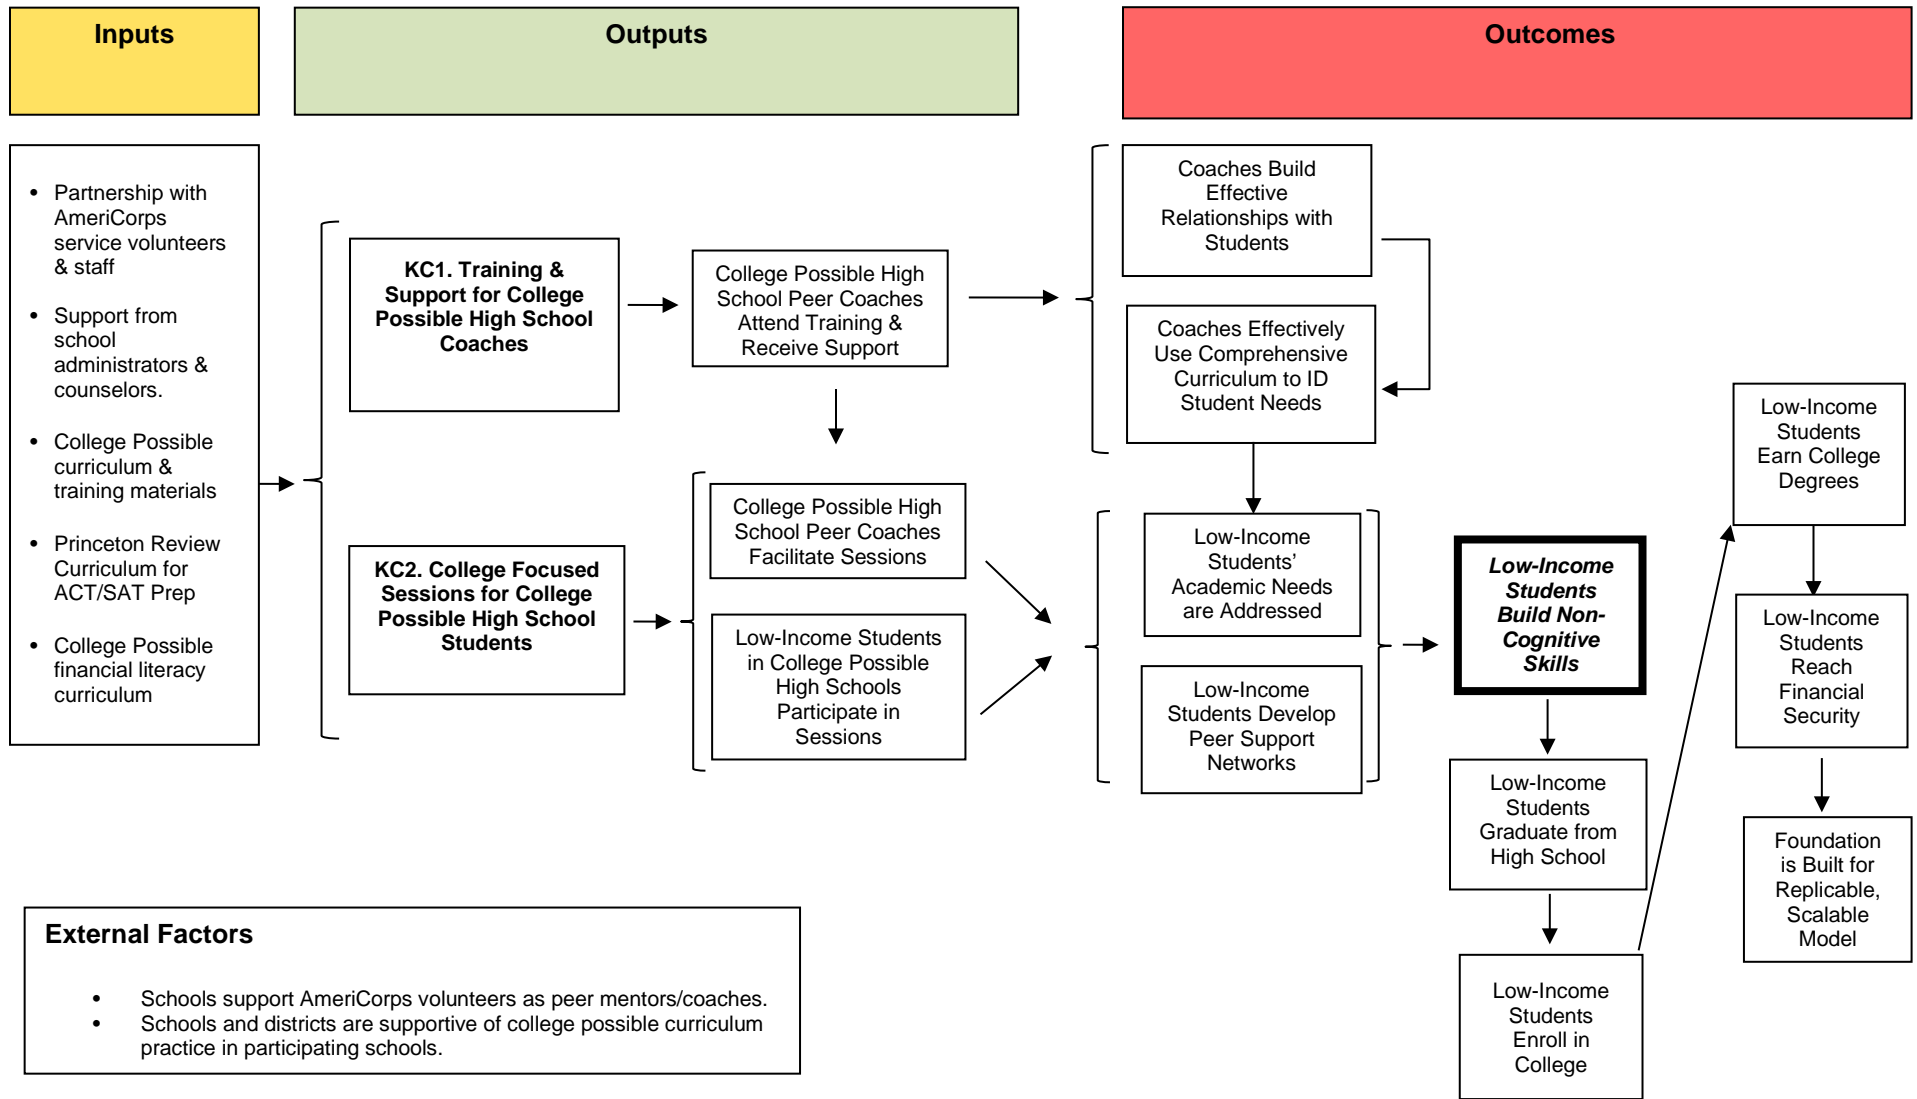 Inputs
Outputs
Outcomes
• Partnership with
AmeriCorps
service volunteers
& staff
• Support from
school
administrators &
counselors.
• College Possible
curriculum &
training materials
• Princeton Review
Curriculum for
ACT/SAT Prep
• College Possible
financial literacy
curriculum
KC1. Training &
Support for College
Possible High School
Coaches
KC2. College Focused
Sessions for College
Possible High School
Students
College Possible High
School Peer Coaches
Attend Training &
Receive Support
College Possible High
School Peer Coaches
Facilitate Sessions
Low-Income Students
in College Possible
High Schools
Participate in
Sessions
Coaches Build
Effective
Relationships with
Students
Coaches Effectively
Use Comprehensive
Curriculum to ID
Student Needs
Low-Income
Students’
Academic Needs
are Addressed
Low-Income
Students Develop
Peer Support
Networks
Low-Income
Students
Build Non-
Cognitive
Skills
Low-Income
Students
Graduate from
High School
Low-Income
Students
Enroll in
College
Low-Income
Students
Earn College
Degrees
Low-Income
Students
Reach
Financial
Security
Foundation
is Built for
Replicable,
Scalable
Model
External Factors
• Schools support AmeriCorps volunteers as peer mentors/coaches.
• Schools and districts are supportive of college possible curriculum
practice in participating schools.